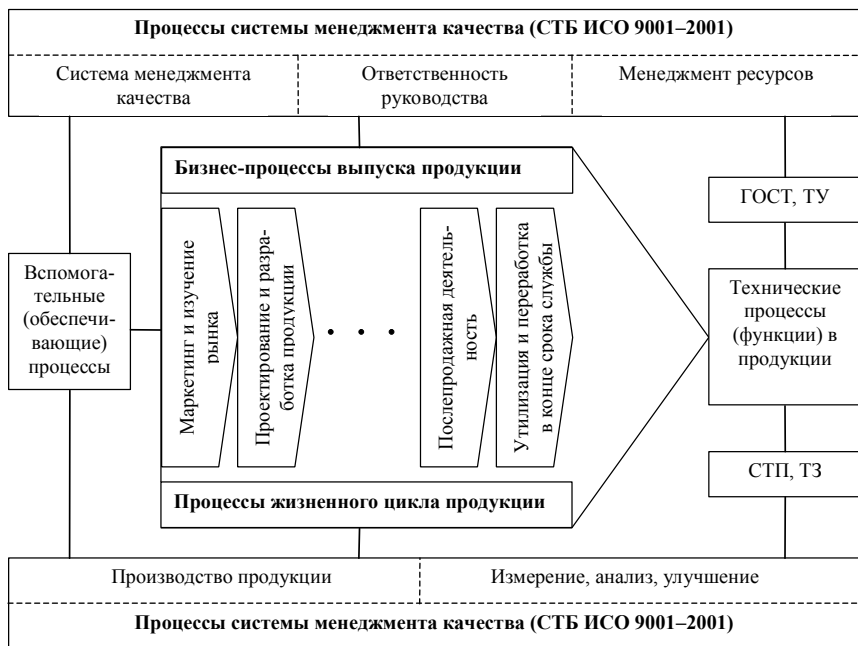 Процессы системы менеджмента качества (СТБ ИСО 9001–2001)
Система менеджмента
качества
Ответственность
руководства
Менеджмент ресурсов
Бизнес-процессы выпуска продукции
ГОСТ, ТУ
Вспомога-
тельные
(обеспечи-
вающие)
процессы
Маркетинг и изучение
рынка
Проектирование и разра-
ботка продукции
• • •
Послепродажная деятель-
ность
Утилизация и переработка
в конце срока службы
Технические
процессы
(функции) в
продукции
СТП, ТЗ
Процессы жизненного цикла продукции
Производство продукции
Измерение, анализ, улучшение
Процессы системы менеджмента качества (СТБ ИСО 9001–2001)